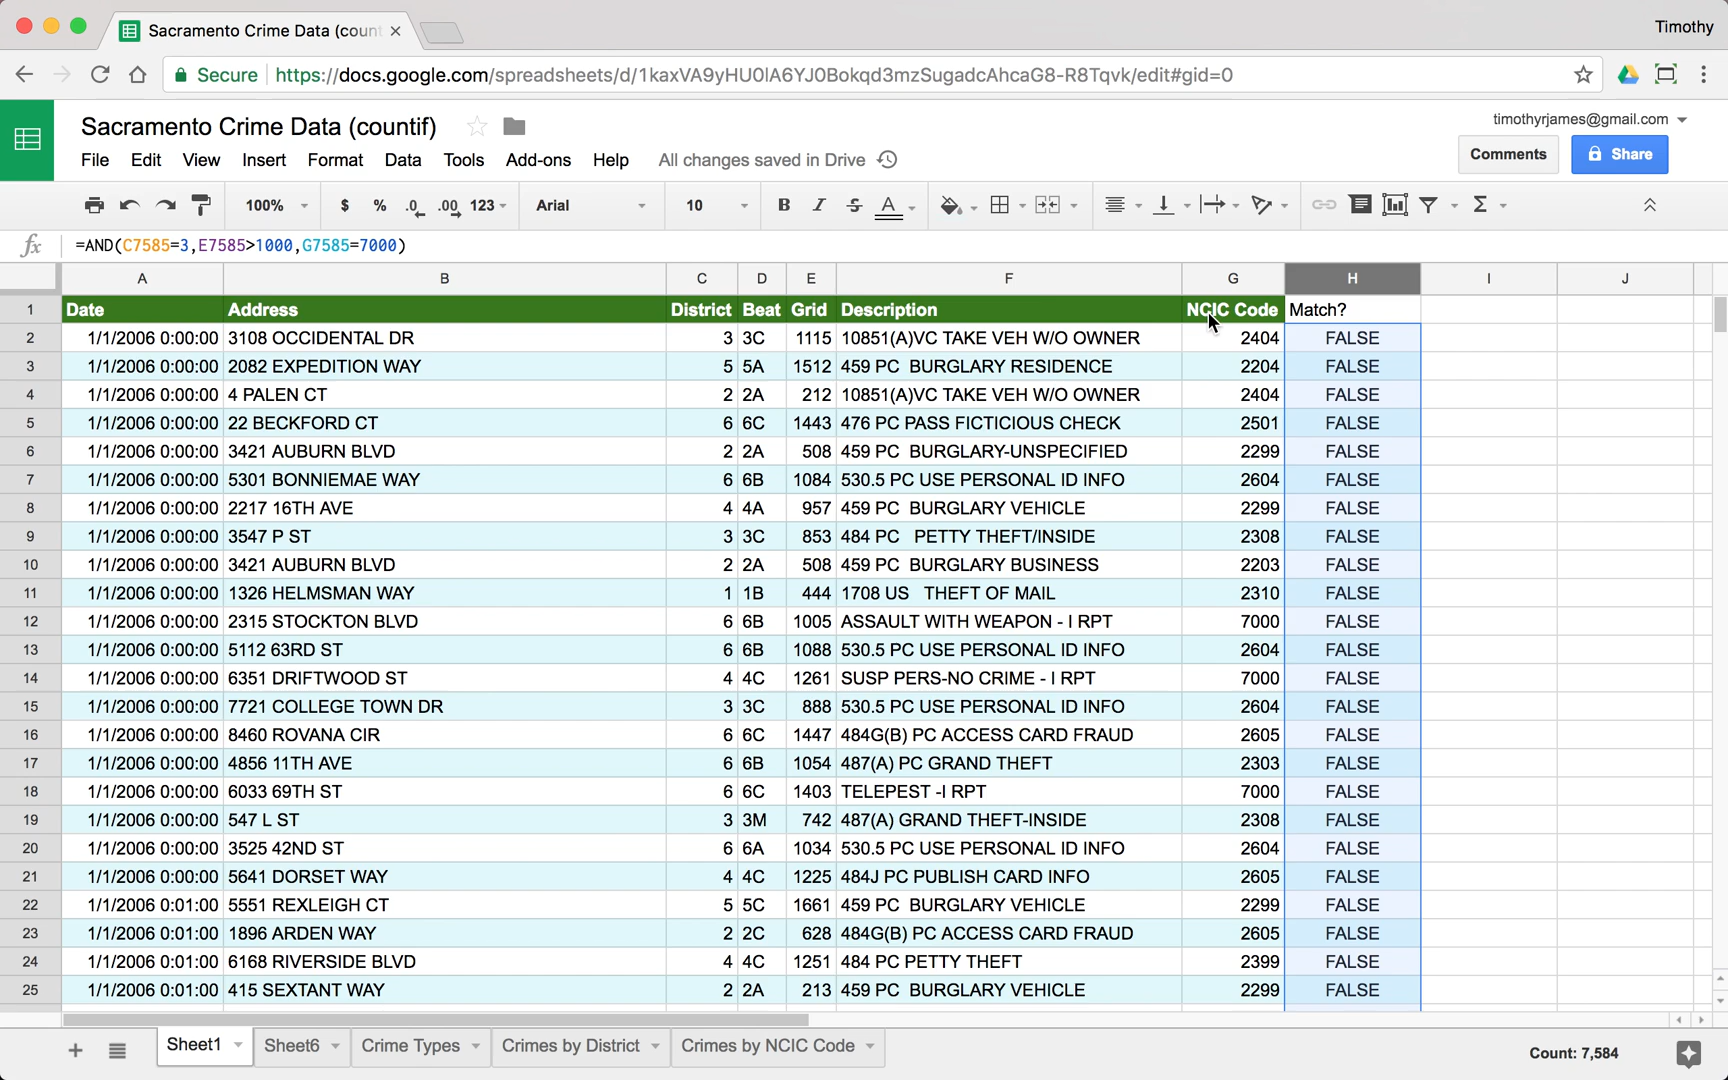 Sacramento Crime Data (count
Timothy
Secure https://docs.google.com/spreadsheets/d/1kaxVA9yHU0lA6YJ0Bokqd3mzSugadcAhcaG8-R8Tqvk/edit#gid=0
Sacramento Crime Data (countif)
timothyrjames@gmail.com
File Edit View Insert Format Data Tools Add-ons Help All changes saved in Drive
Comments Share
100% $ % .0 .00 123 Arial 10 B I S A Σ
fx =AND(C7585=3,E7585>1000,G7585=7000)
A B C D E F G H I J
1 Date Address District Beat Grid Description NCIC Code Match?
2 1/1/2006 0:00:00 3108 OCCIDENTAL DR 3 3C 1115 10851(A)VC TAKE VEH W/O OWNER 2404 FALSE
3 1/1/2006 0:00:00 2082 EXPEDITION WAY 5 5A 1512 459 PC BURGLARY RESIDENCE 2204 FALSE
4 1/1/2006 0:00:00 4 PALEN CT 2 2A 212 10851(A)VC TAKE VEH W/O OWNER 2404 FALSE
5 1/1/2006 0:00:00 22 BECKFORD CT 6 6C 1443 476 PC PASS FICTICIOUS CHECK 2501 FALSE
6 1/1/2006 0:00:00 3421 AUBURN BLVD 2 2A 508 459 PC BURGLARY-UNSPECIFIED 2299 FALSE
7 1/1/2006 0:00:00 5301 BONNIEMAE WAY 6 6B 1084 530.5 PC USE PERSONAL ID INFO 2604 FALSE
8 1/1/2006 0:00:00 2217 16TH AVE 4 4A 957 459 PC BURGLARY VEHICLE 2299 FALSE
9 1/1/2006 0:00:00 3547 P ST 3 3C 853 484 PC PETTY THEFT/INSIDE 2308 FALSE
10 1/1/2006 0:00:00 3421 AUBURN BLVD 2 2A 508 459 PC BURGLARY BUSINESS 2203 FALSE
11 1/1/2006 0:00:00 1326 HELMSMAN WAY 1 1B 444 1708 US THEFT OF MAIL 2310 FALSE
12 1/1/2006 0:00:00 2315 STOCKTON BLVD 6 6B 1005 ASSAULT WITH WEAPON - I RPT 7000 FALSE
13 1/1/2006 0:00:00 5112 63RD ST 6 6B 1088 530.5 PC USE PERSONAL ID INFO 2604 FALSE
14 1/1/2006 0:00:00 6351 DRIFTWOOD ST 4 4C 1261 SUSP PERS-NO CRIME - I RPT 7000 FALSE
15 1/1/2006 0:00:00 7721 COLLEGE TOWN DR 3 3C 888 530.5 PC USE PERSONAL ID INFO 2604 FALSE
16 1/1/2006 0:00:00 8460 ROVANA CIR 6 6C 1447 484G(B) PC ACCESS CARD FRAUD 2605 FALSE
17 1/1/2006 0:00:00 4856 11TH AVE 6 6B 1054 487(A) PC GRAND THEFT 2303 FALSE
18 1/1/2006 0:00:00 6033 69TH ST 6 6C 1403 TELEPEST -I RPT 7000 FALSE
19 1/1/2006 0:00:00 547 L ST 3 3M 742 487(A) GRAND THEFT-INSIDE 2308 FALSE
20 1/1/2006 0:00:00 3525 42ND ST 6 6A 1034 530.5 PC USE PERSONAL ID INFO 2604 FALSE
21 1/1/2006 0:00:00 5641 DORSET WAY 4 4C 1225 484J PC PUBLISH CARD INFO 2605 FALSE
22 1/1/2006 0:01:00 5551 REXLEIGH CT 5 5C 1661 459 PC BURGLARY VEHICLE 2299 FALSE
23 1/1/2006 0:01:00 1896 ARDEN WAY 2 2C 628 484G(B) PC ACCESS CARD FRAUD 2605 FALSE
24 1/1/2006 0:01:00 6168 RIVERSIDE BLVD 4 4C 1251 484 PC PETTY THEFT 2399 FALSE
25 1/1/2006 0:01:00 415 SEXTANT WAY 2 2A 213 459 PC BURGLARY VEHICLE 2299 FALSE
Sheet1 Sheet6 Crime Types Crimes by District Crimes by NCIC Code Count: 7,584